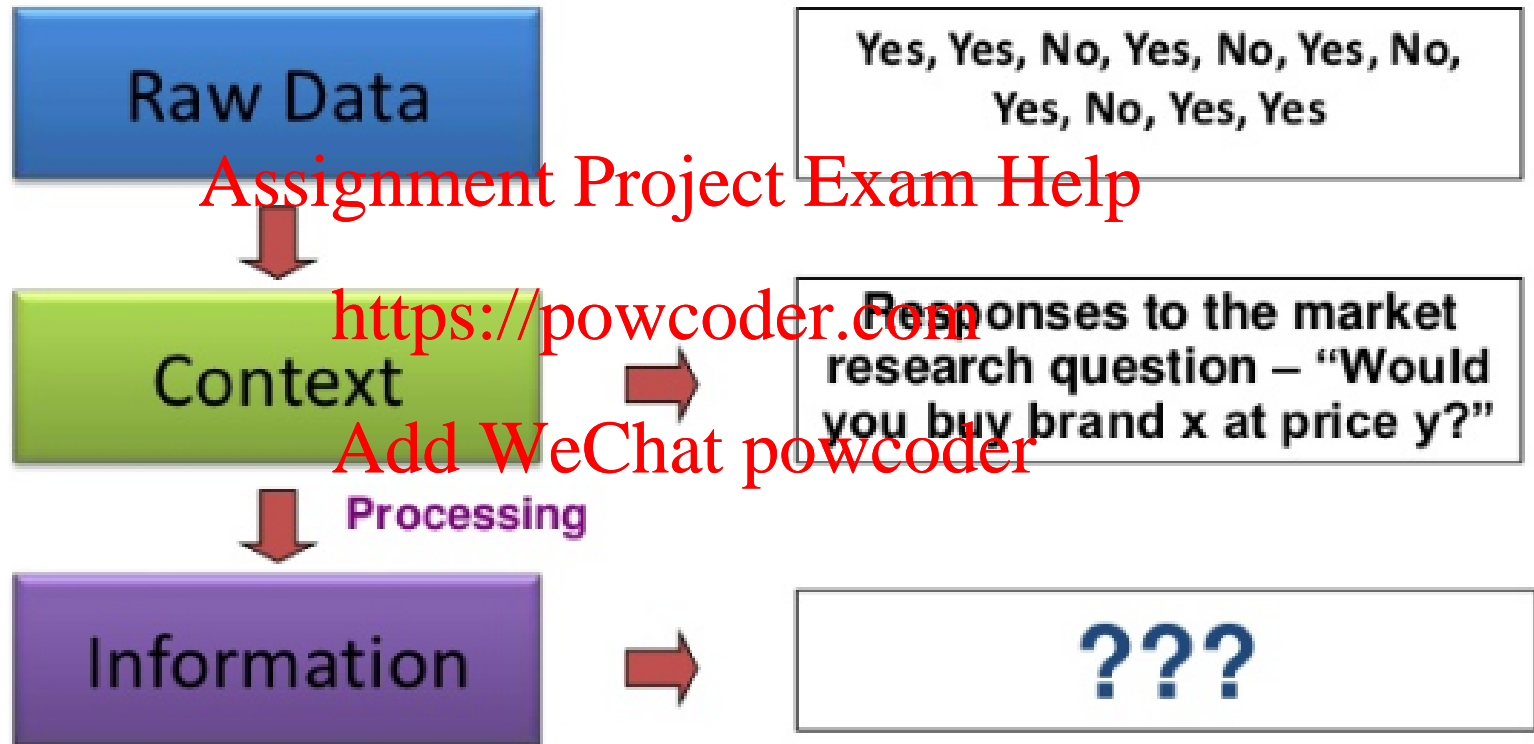 Raw Data
Yes, Yes, No, Yes, No, Yes, No,
Yes, No, Yes, Yes
Assignment Project Exam Help
https://powcoder.com
Context
Responses to the market
research question – “Would
you buy brand x at price y?”
Add WeChat powcoder
Processing
Information
???